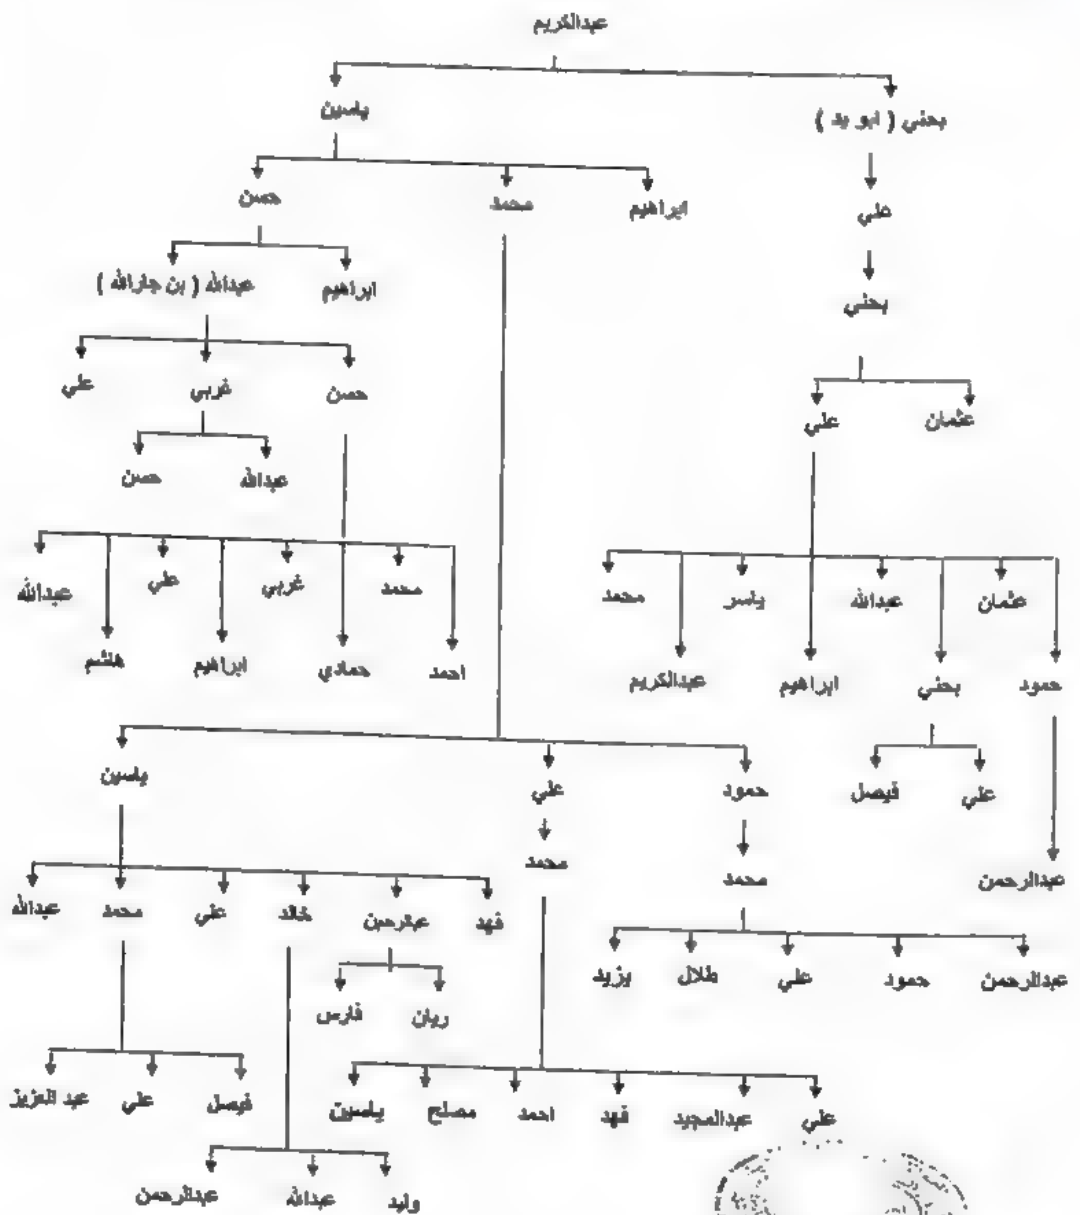 عبدالكريم
بحني ( ابو يد ) ياسين
علي
ابراهيم محمد حسن
بحني
ابراهيم عبدالله ( بن جارالله )
عثمان علي
حسن غربي علي
عبدالله حسن
عثمان عبدالله ياسر محمد
محمد غربي علي عبدالله
حمود بحني ابراهيم عبدالكريم
احمد حمادي ابراهيم هاشم
علي فيصل
حمود علي ياسين
عبدالرحمن
محمد محمد
فهد عبدالرحمن خالد علي محمد عبدالله
عبدالرحمن حمود علي طلال يزيد
ريان فارس
علي عبدالمجيد فهد احمد مصلح ياسين
فيصل علي عبد العزيز
وليد عبدالله عبدالرحمن